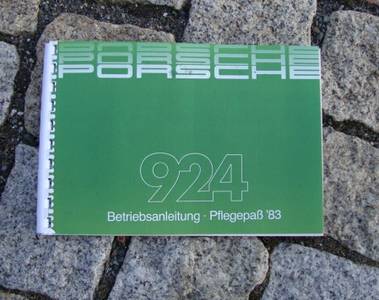 PORSCHE
PORSCHE
PORSCHE
924
Betriebsanleitung · Pflegepaß '83